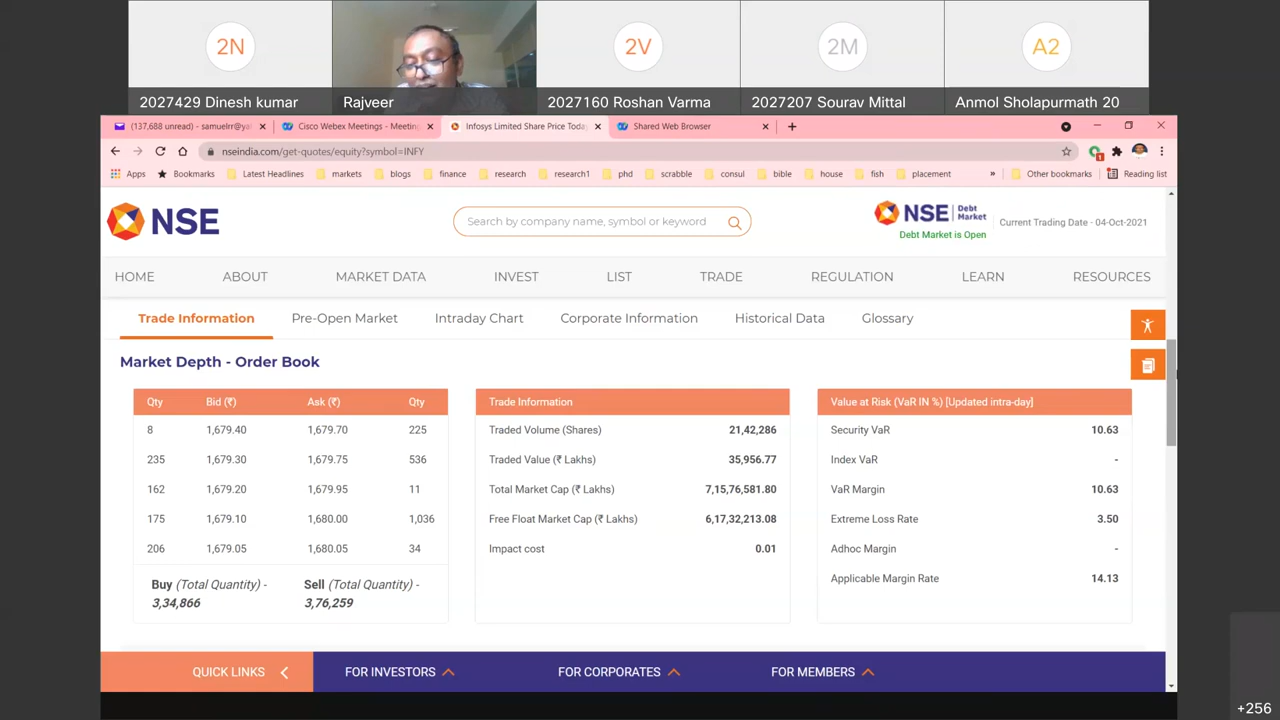 2N
2V
2M
A2
2027429 Dinesh kumar
Rajveer
2027160 Roshan Varma
2027207 Sourav Mittal
Anmol Sholapurmath 20
(137,688 unread) - samuelrr@ya
Cisco Webex Meetings - Meetin
Infosys Limited Share Price Toda
Shared Web Browser
nseindia.com/get-quotes/equity?symbol=INFY
1
Apps
Bookmarks
Latest Headlines
markets
blogs
finance
research
research1
phd
scrabble
consul
bible
house
fish
placement
»
Other bookmarks
Reading list
NSE
Search by company name, symbol or keyword
NSE
Debt
Market
Debt Market is Open
Current Trading Date - 04-Oct-2021
HOME
ABOUT
MARKET DATA
INVEST
LIST
TRADE
REGULATION
LEARN
RESOURCES
Trade Information
Pre-Open Market
Intraday Chart
Corporate Information
Historical Data
Glossary
Market Depth - Order Book
Qty Bid (₹) Ask (₹) Qty
8 1,679.40 1,679.70 225
235 1,679.30 1,679.75 536
162 1,679.20 1,679.95 11
175 1,679.10 1,680.00 1,036
206 1,679.05 1,680.05 34
Buy (Total Quantity) -
3,34,866
Sell (Total Quantity) -
3,76,259
Trade Information
Traded Volume (Shares) 21,42,286
Traded Value (₹ Lakhs) 35,956.77
Total Market Cap (₹ Lakhs) 7,15,76,581.80
Free Float Market Cap (₹ Lakhs) 6,17,32,213.08
Impact cost 0.01
Value at Risk (VaR IN %) [Updated intra-day]
Security VaR 10.63
Index VaR -
VaR Margin 10.63
Extreme Loss Rate 3.50
Adhoc Margin -
Applicable Margin Rate 14.13
QUICK LINKS
FOR INVESTORS
FOR CORPORATES
FOR MEMBERS
+256